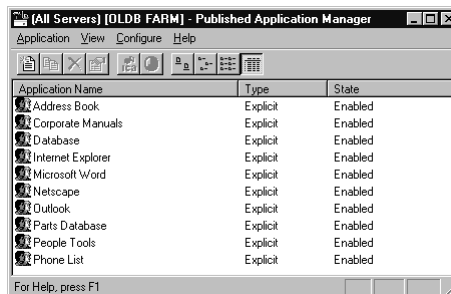 (All Servers) [OLDB FARM] - Published Application Manager
Application View Configure Help
ica
Application Name Type State
Address Book Explicit Enabled
Corporate Manuals Explicit Enabled
Database Explicit Enabled
Internet Explorer Explicit Enabled
Microsoft Word Explicit Enabled
Netscape Explicit Enabled
Outlook Explicit Enabled
Parts Database Explicit Enabled
People Tools Explicit Enabled
Phone List Explicit Enabled
For Help, press F1